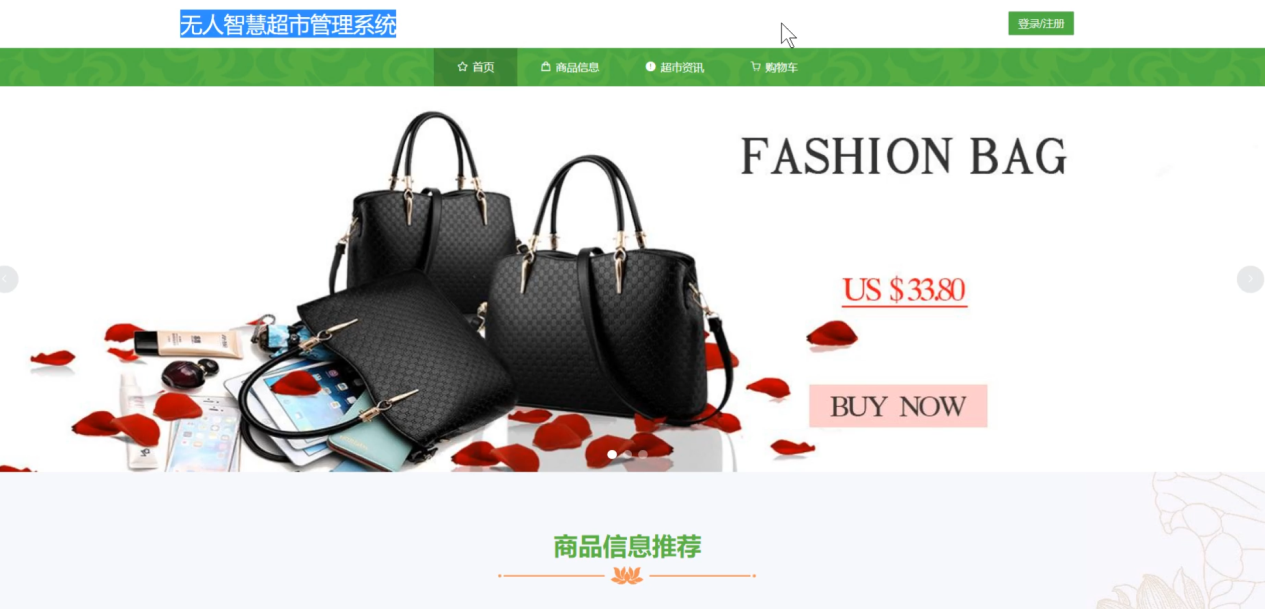 无人智慧超市管理系统
登录/注册
首页 商品信息 超市资讯 购物车
FASHION BAG
US $33.80
BUY NOW
商品信息推荐